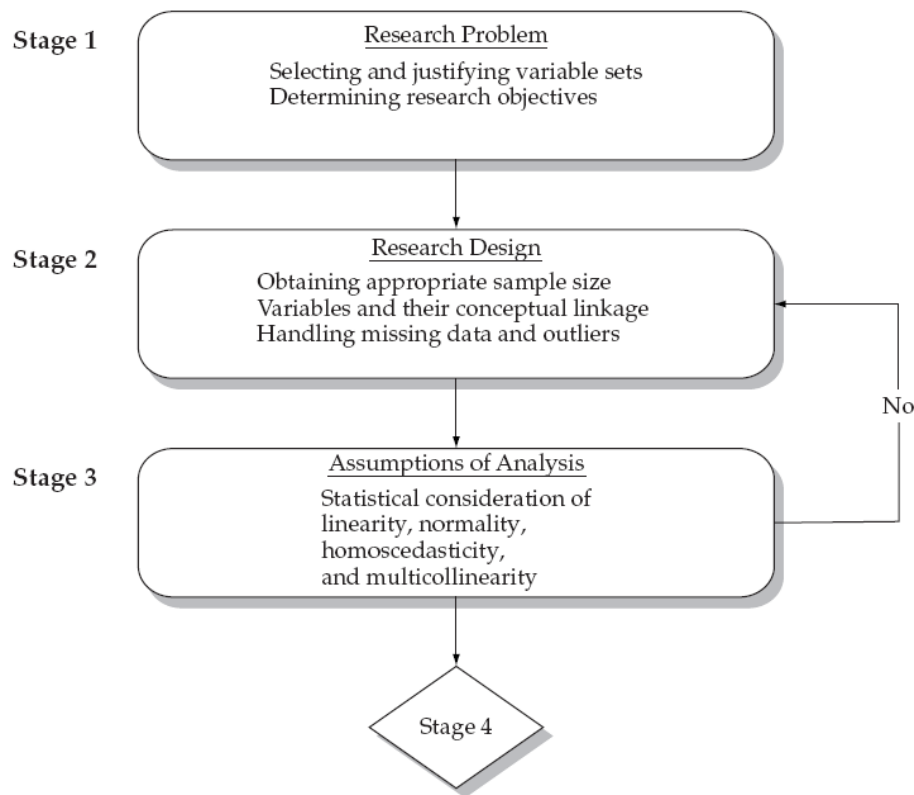 Stage 1
Research Problem
Selecting and justifying variable sets
Determining research objectives
Stage 2
Research Design
Obtaining appropriate sample size
Variables and their conceptual linkage
Handling missing data and outliers
No
Stage 3
Assumptions of Analysis
Statistical consideration of
linearity, normality,
homoscedasticity,
and multicollinearity
Stage 4